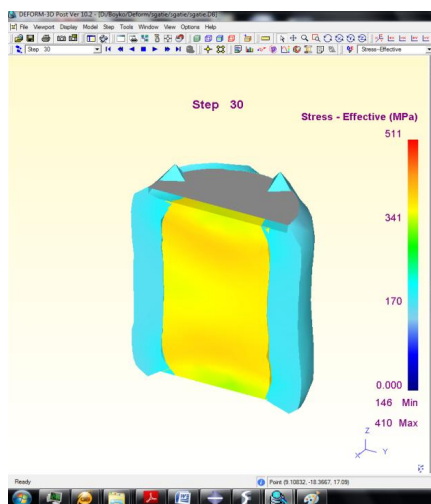 DEFORM-3D Post Ver 10.2 - [D:/Boyko/Deform/sgatie/sgatie/sgatie.DB]
File Viewport Display Model Step Tools Window View Options Help
Step 30
Stress-Effective
Step 30
Stress - Effective (MPa)
511
341
170
0.000
146 Min
410 Max
Z
X Y
Ready
Point (9.10832, -18.3667, 17.09)